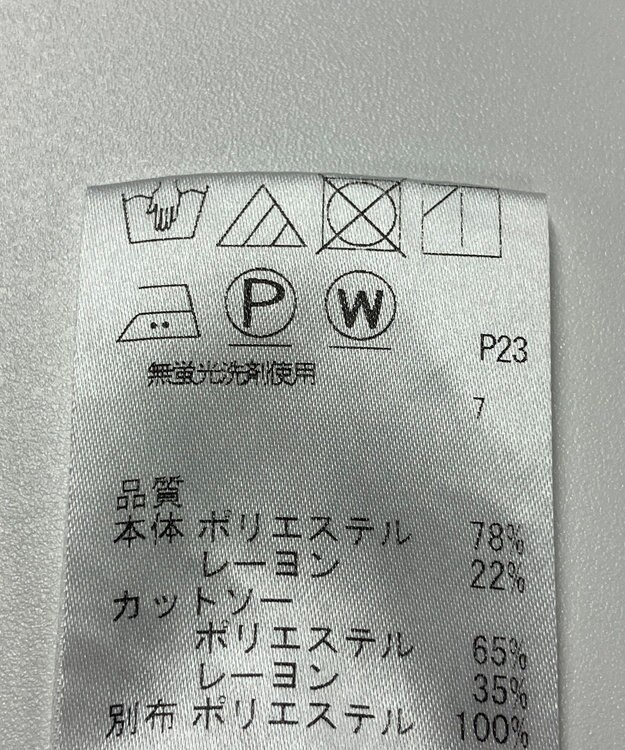 P W
P23
無蛍光洗剤使用
7
品質
本体 ポリエステル 78%
レーヨン 22%
カットソー
ポリエステル 65%
レーヨン 35%
別布 ポリエステル 100%